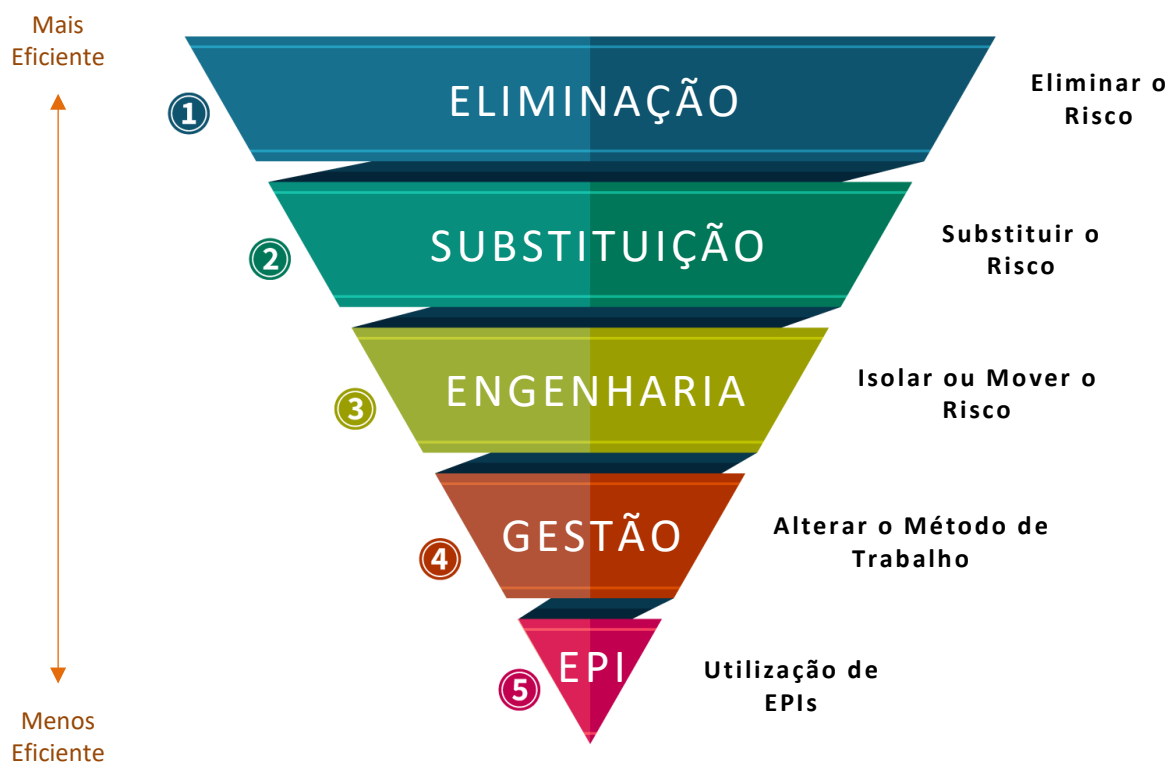 Mais
Eficiente
1
ELIMINAÇÃO
Eliminar o
Risco
2
SUBSTITUIÇÃO
Substituir o
Risco
3
ENGENHARIA
Isolar ou Mover o
Risco
4
GESTÃO
Alterar o Método de
Trabalho
5
EPI
Utilização de
EPIs
Menos
Eficiente